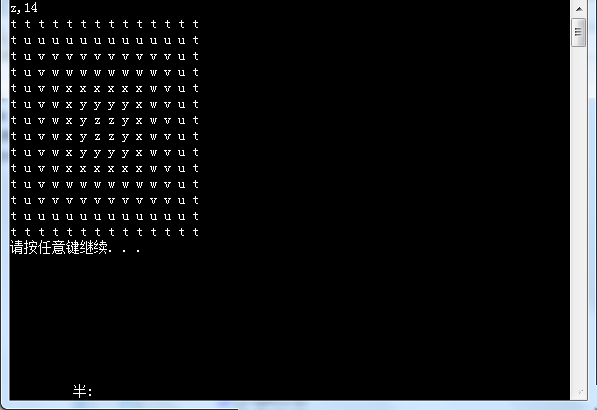 z,14
t t t t t t t t t t t t t t
t u u u u u u u u u u u u t
t u v v v v v v v v v v u t
t u v w w w w w w w w v u t
t u v w x x x x x x w v u t
t u v w x y y y y x w v u t
t u v w x y z z y x w v u t
t u v w x y z z y x w v u t
t u v w x y y y y x w v u t
t u v w x x x x x x w v u t
t u v w w w w w w w w v u t
t u v v v v v v v v v v u t
t u u u u u u u u u u u u t
t t t t t t t t t t t t t t
请按任意键继续. . .
半: